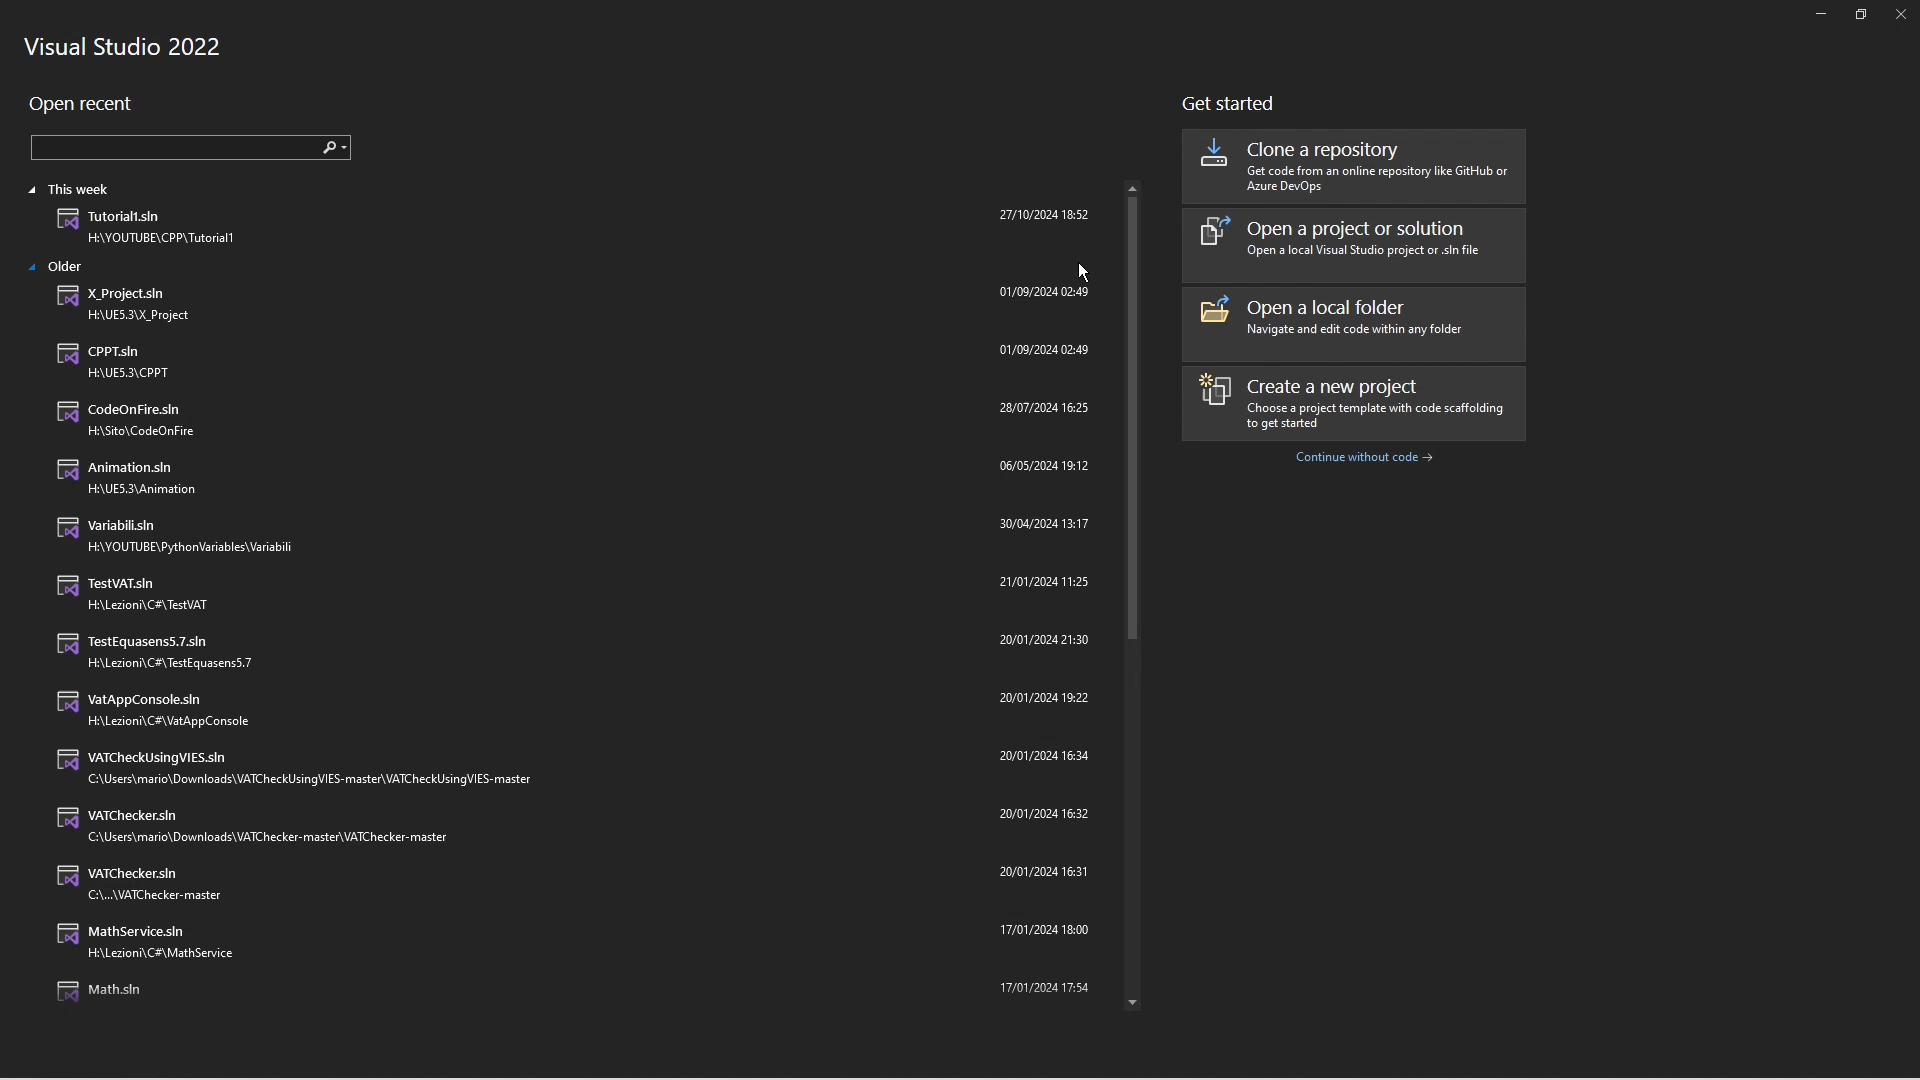 Visual Studio 2022
Open recent
This week
Tutorial1.sln 27/10/2024 18:52
H:\YOUTUBE\CPP\Tutorial1
Older
X_Project.sln 01/09/2024 02:49
H:\UE5.3\X_Project
CPPT.sln 01/09/2024 02:49
H:\UE5.3\CPPT
CodeOnFire.sln 28/07/2024 16:25
H:\Sito\CodeOnFire
Animation.sln 06/05/2024 19:12
H:\UE5.3\Animation
Variabili.sln 30/04/2024 13:17
H:\YOUTUBE\PythonVariables\Variabili
TestVAT.sln 21/01/2024 11:25
H:\Lezioni\C#\TestVAT
TestEquasens5.7.sln 20/01/2024 21:30
H:\Lezioni\C#\TestEquasens5.7
VatAppConsole.sln 20/01/2024 19:22
H:\Lezioni\C#\VatAppConsole
VATCheckUsingVIES.sln 20/01/2024 16:34
C:\Users\mario\Downloads\VATCheckUsingVIES-master\VATCheckUsingVIES-master
VATChecker.sln 20/01/2024 16:32
C:\Users\mario\Downloads\VATChecker-master\VATChecker-master
VATChecker.sln 20/01/2024 16:31
C:\...\VATChecker-master
MathService.sln 17/01/2024 18:00
H:\Lezioni\C#\MathService
Math.sln 17/01/2024 17:54
Get started
Clone a repository
Get code from an online repository like GitHub or
Azure DevOps
Open a project or solution
Open a local Visual Studio project or .sln file
Open a local folder
Navigate and edit code within any folder
Create a new project
Choose a project template with code scaffolding
to get started
Continue without code →